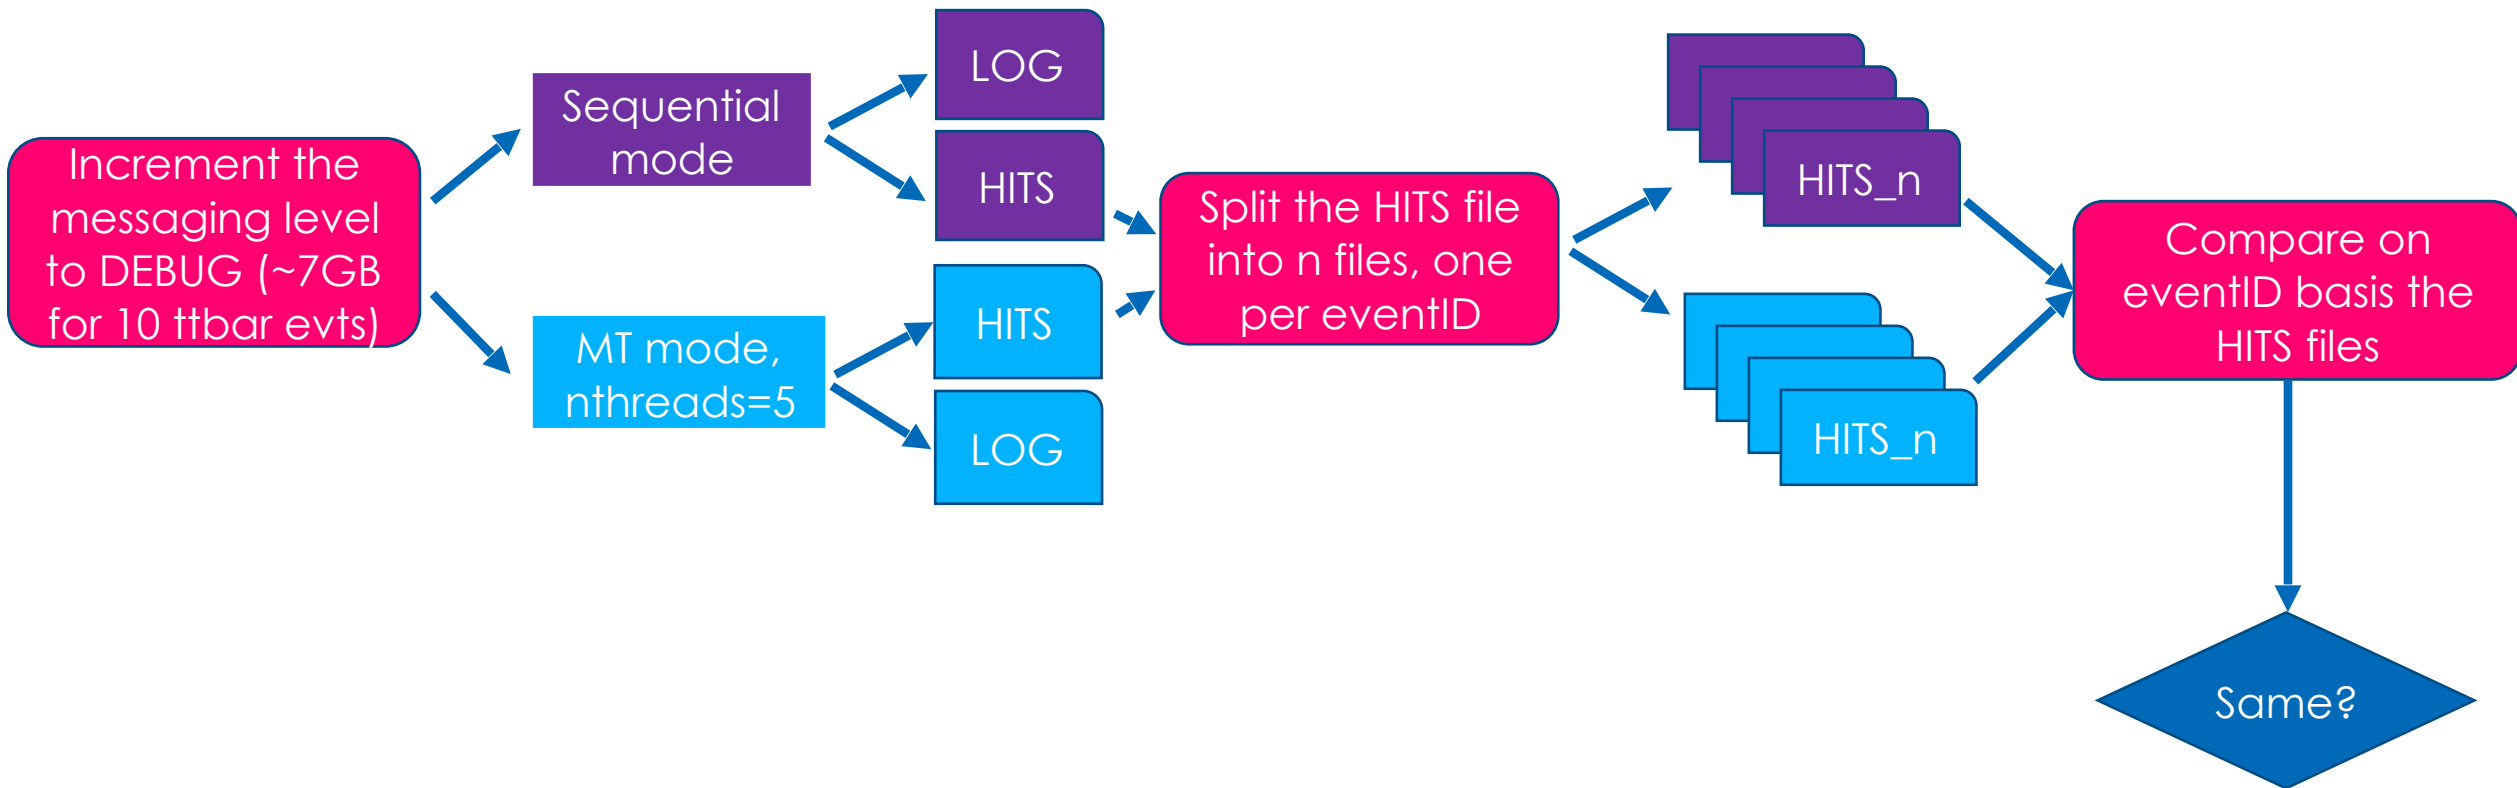 Increment the
messaging level
to DEBUG (~7GB
for 10 ttbar evts)
Sequential
mode
MT mode,
nthreads=5
LOG
HITS
HITS
LOG
Split the HITS file
into n files, one
per eventID
HITS_n
HITS_n
Compare on
eventID basis the
HITS files
Same?